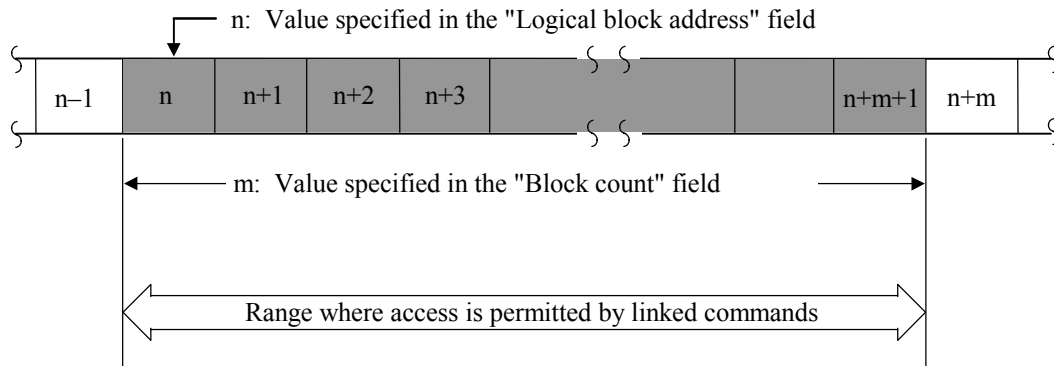 n: Value specified in the "Logical block address" field
n–1 n n+1 n+2 n+3 n+m+1 n+m
m: Value specified in the "Block count" field
Range where access is permitted by linked commands